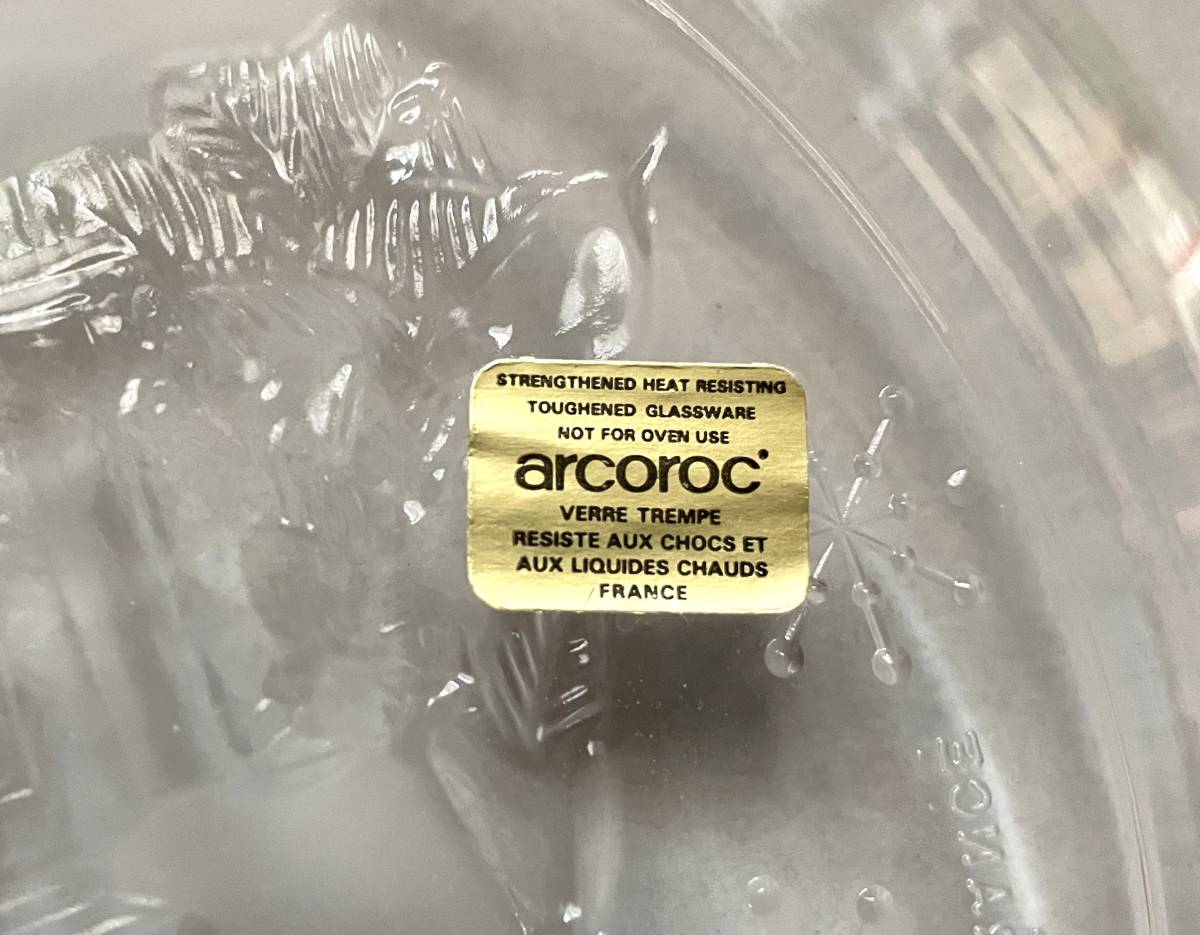 STRENGTHENED HEAT RESISTING
TOUGHENED GLASSWARE
NOT FOR OVEN USE
arcoroc
VERRE TREMPE
RESISTE AUX CHOCS ET
AUX LIQUIDES CHAUDS
FRANCE